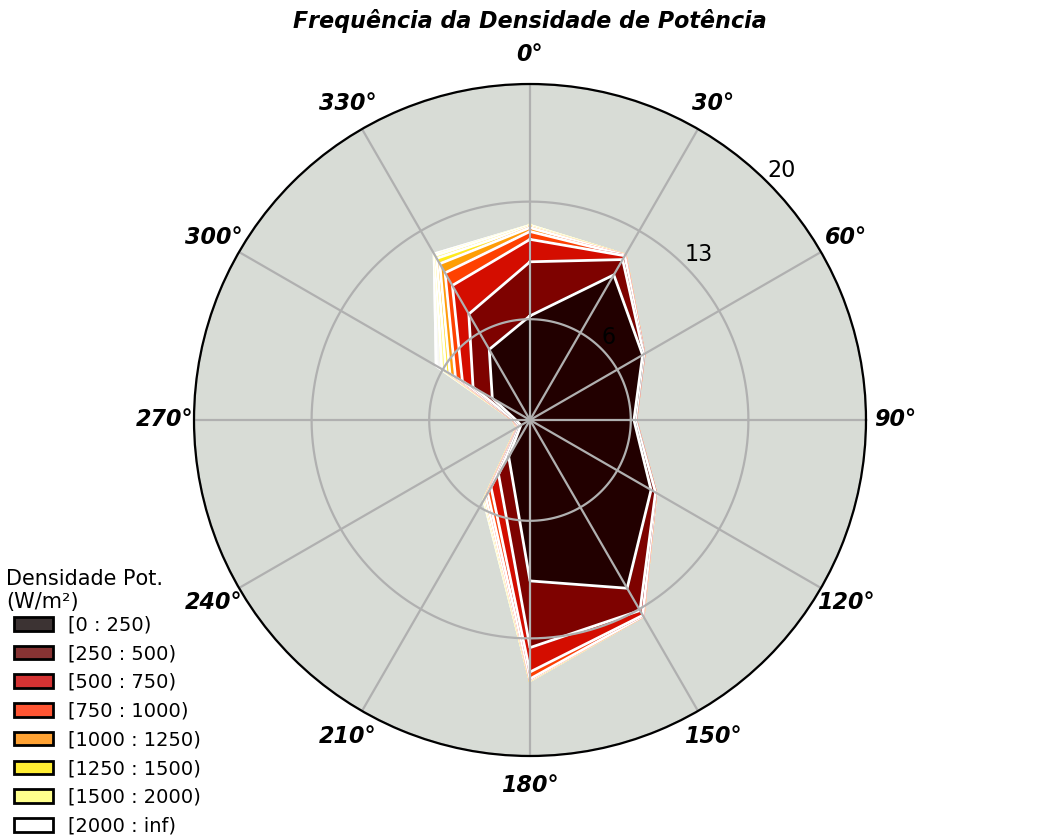 Frequência da Densidade de Potência
0°
330°
30°
20
300°
60°
13
6
270°
90°
240°
120°
210°
150°
180°
Densidade Pot.
(W/m²)
[0 : 250)
[250 : 500)
[500 : 750)
[750 : 1000)
[1000 : 1250)
[1250 : 1500)
[1500 : 2000)
[2000 : inf)